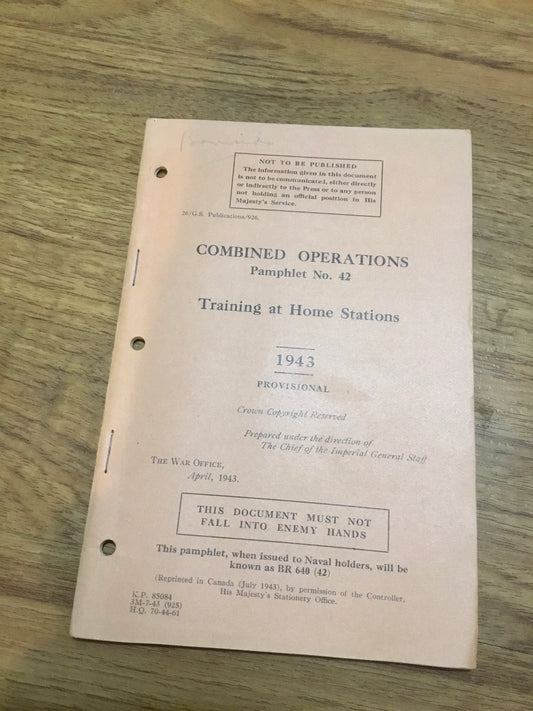 NOT TO BE PUBLISHED
The information given in this document
is not to be communicated, either directly
or indirectly to the Press or to any person
not holding an official position in His
Majesty's Service.
26/G.S. Publications/926.
COMBINED OPERATIONS
Pamphlet No. 42
Training at Home Stations
1943
PROVISIONAL
Crown Copyright Reserved
Prepared under the direction of
The Chief of the Imperial General Staff
THE WAR OFFICE,
April, 1943.
THIS DOCUMENT MUST NOT
FALL INTO ENEMY HANDS
This pamphlet, when issued to Naval holders, will be
known as BR 640 (42)
(Reprinted in Canada (July 1943), by permission of the Controller,
His Majesty's Stationery Office.
K.P. 85084
3M-7-43 (925)
H.Q. 70-44-61